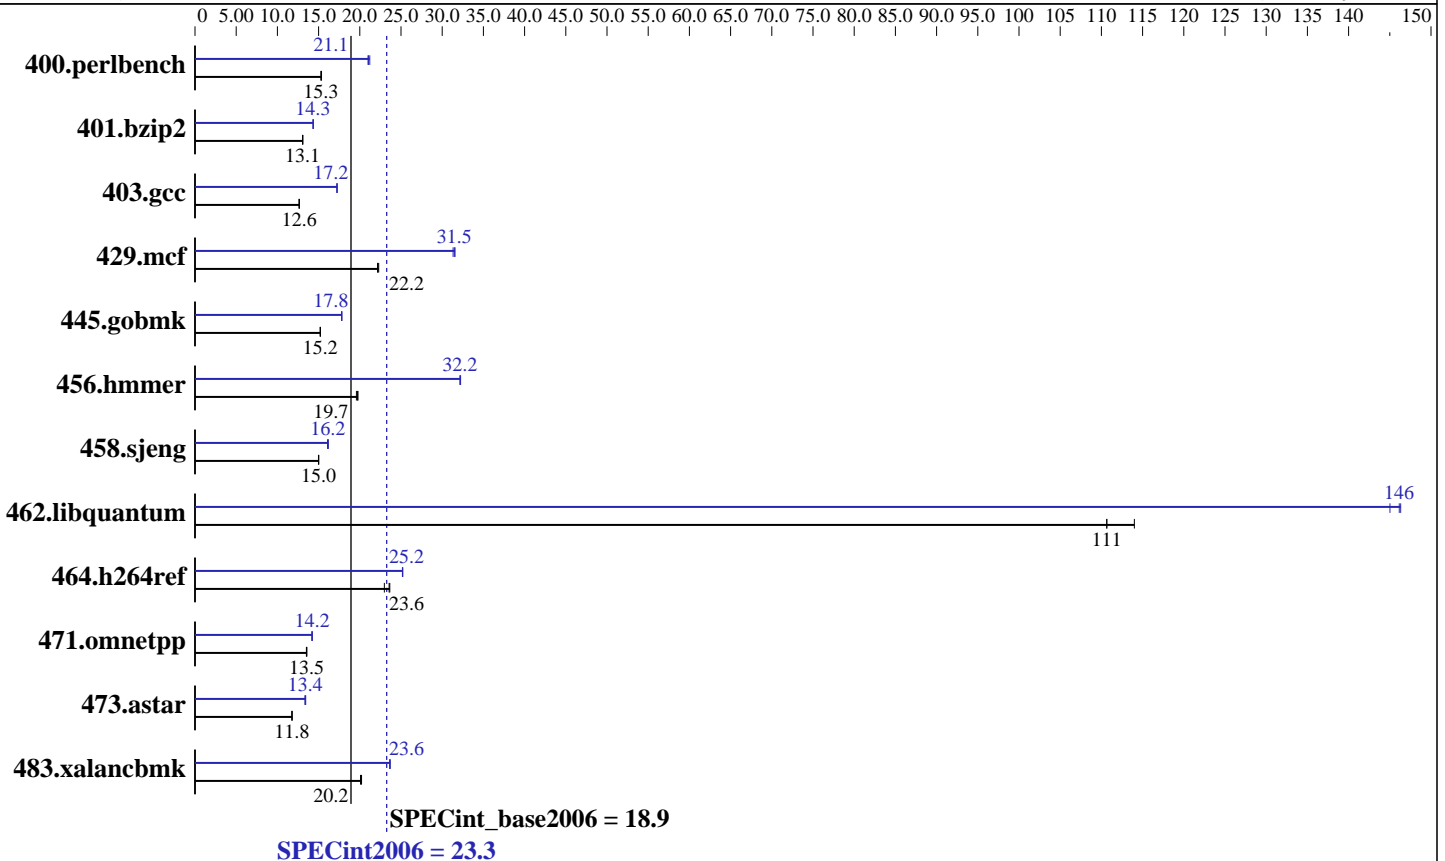 0 5.00 10.0 15.0 20.0 25.0 30.0 35.0 40.0 45.0 50.0 55.0 60.0 65.0 70.0 75.0 80.0 85.0 90.0 95.0 100 105 110 115 120 125 130 135 140 150
21.1
400.perlbench
15.3
14.3
401.bzip2
13.1
17.2
403.gcc
12.6
31.5
429.mcf
22.2
17.8
445.gobmk
15.2
32.2
456.hmmer
19.7
16.2
458.sjeng
15.0
146
462.libquantum
111
25.2
464.h264ref
23.6
14.2
471.omnetpp
13.5
13.4
473.astar
11.8
23.6
483.xalancbmk
20.2
SPECint_base2006 = 18.9
SPECint2006 = 23.3